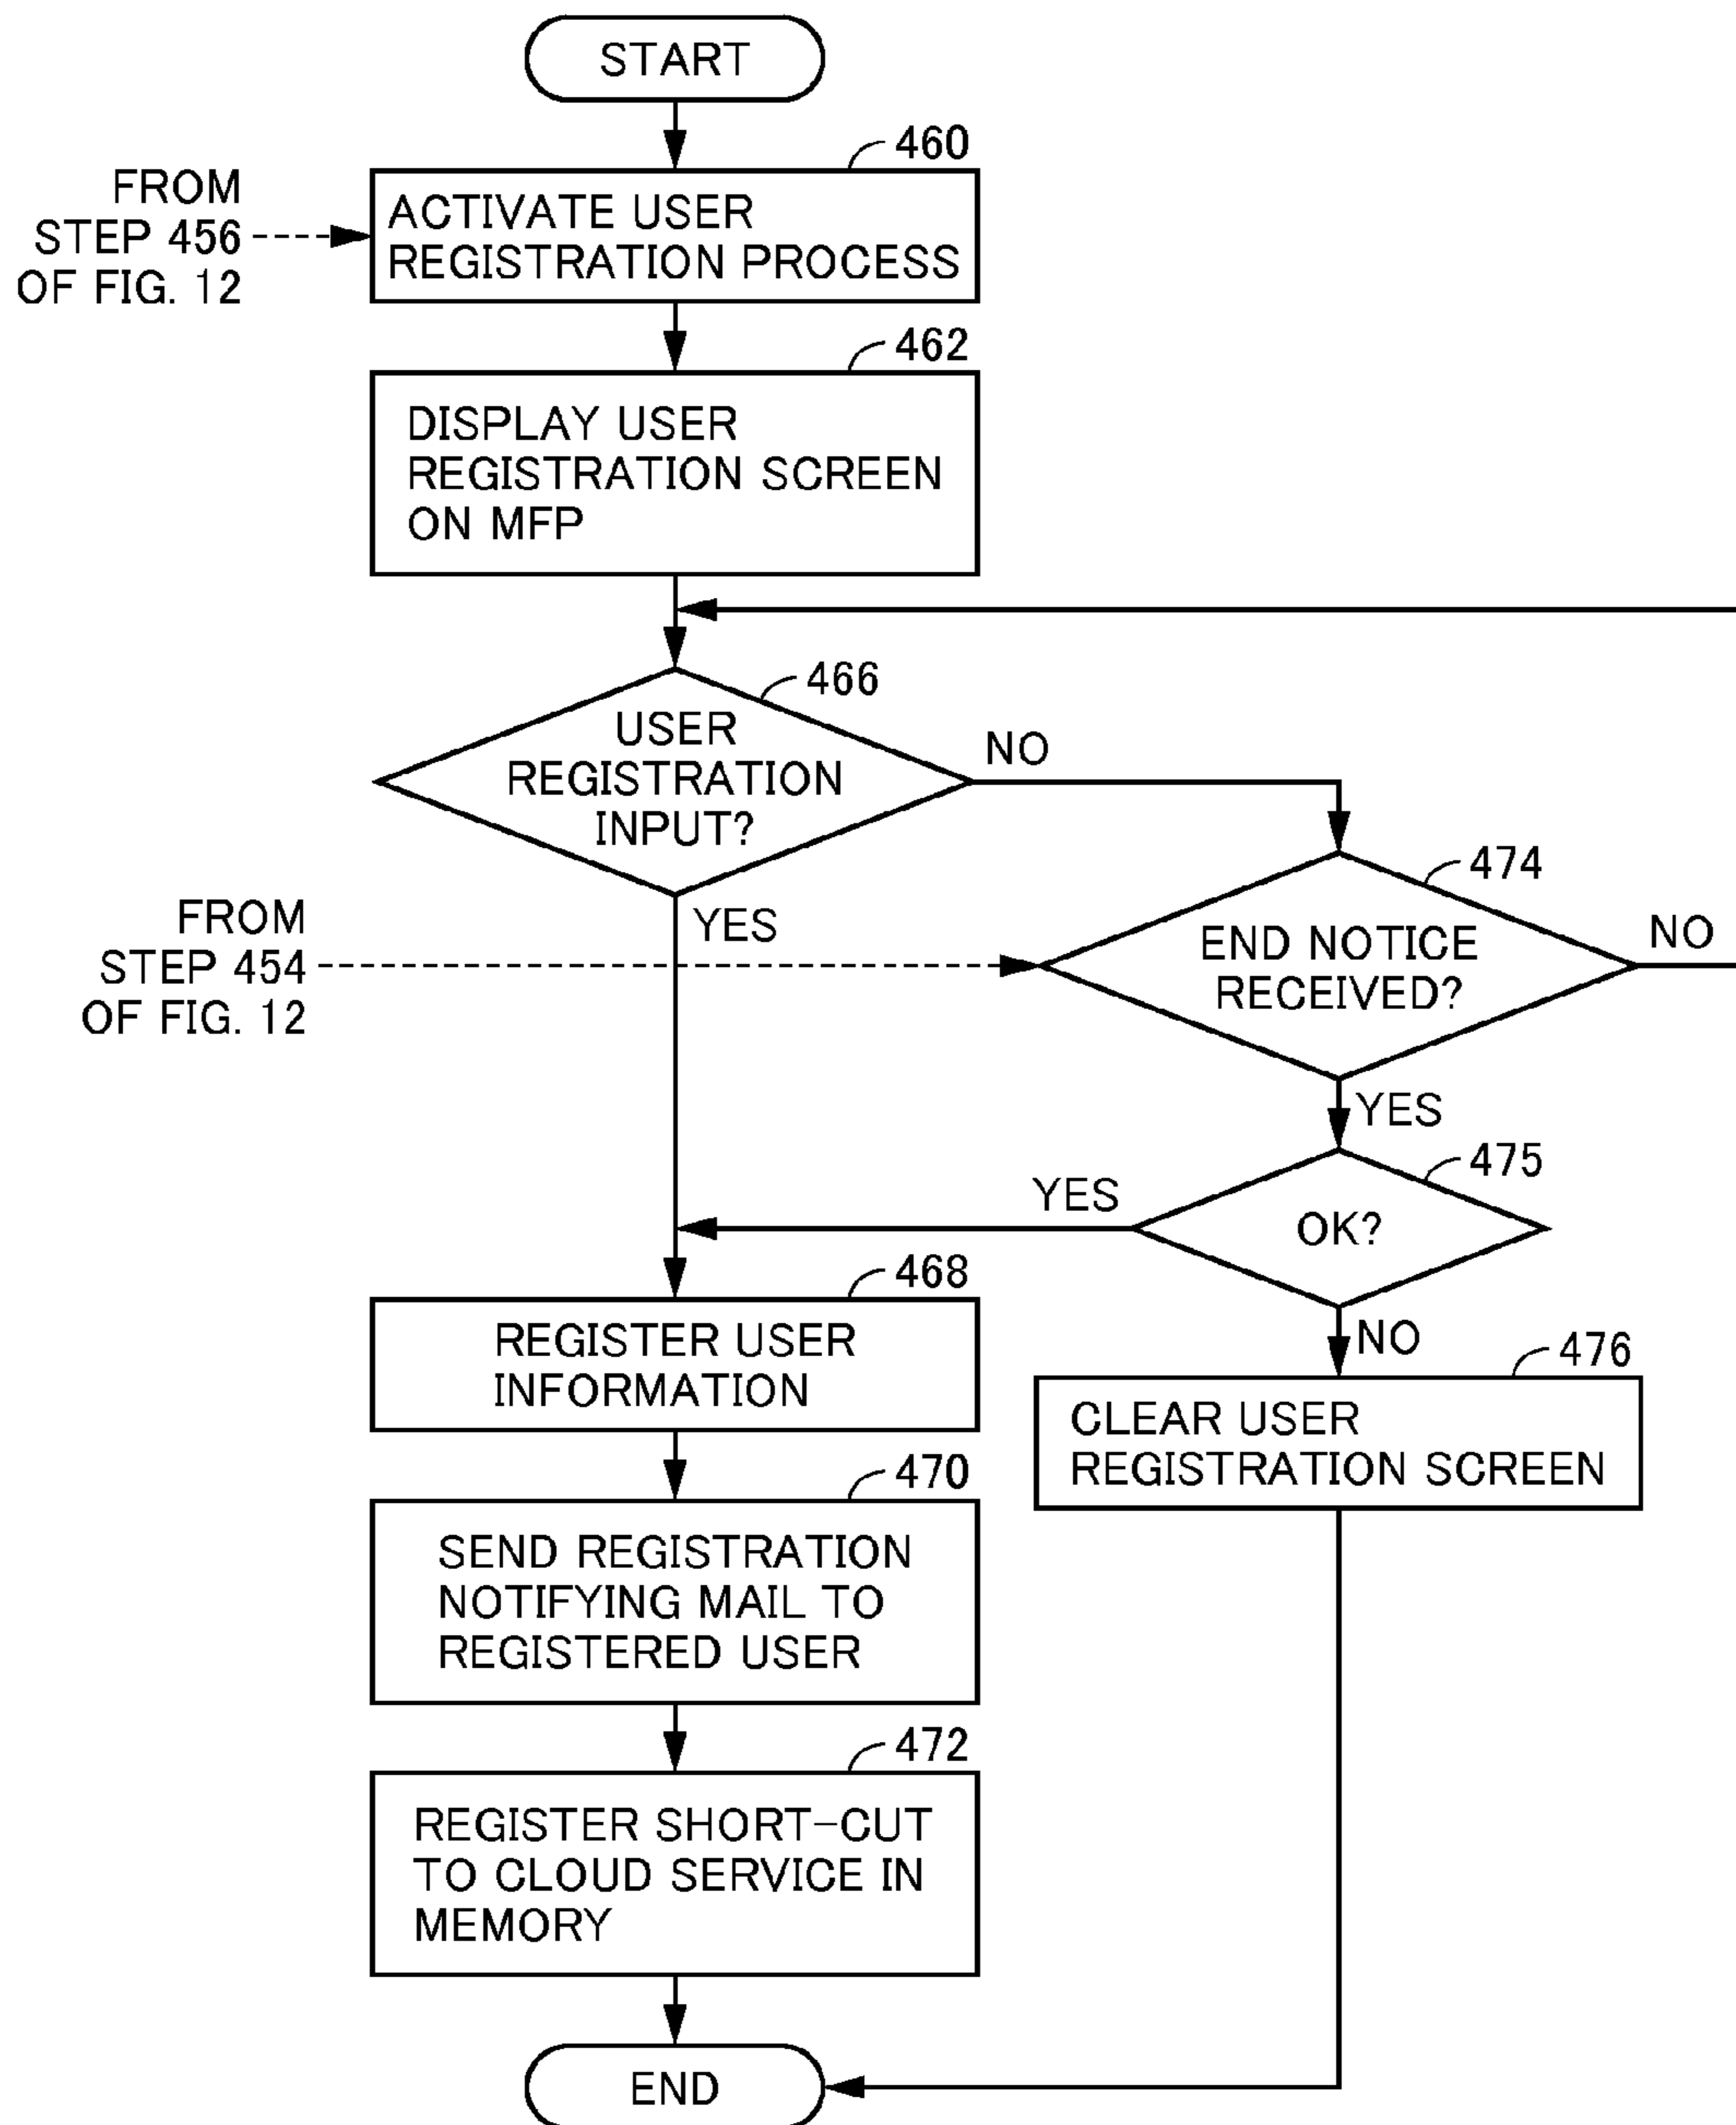 START
460
FROM
STEP 456
OF FIG. 12
ACTIVATE USER
REGISTRATION PROCESS
462
DISPLAY USER
REGISTRATION SCREEN
ON MFP
466
USER
REGISTRATION
INPUT?
NO
474
FROM
STEP 454
OF FIG. 12
YES
END NOTICE
RECEIVED?
NO
YES
475
YES
OK?
468
REGISTER USER
INFORMATION
NO
476
CLEAR USER
REGISTRATION SCREEN
470
SEND REGISTRATION
NOTIFYING MAIL TO
REGISTERED USER
472
REGISTER SHORT-CUT
TO CLOUD SERVICE IN
MEMORY
END